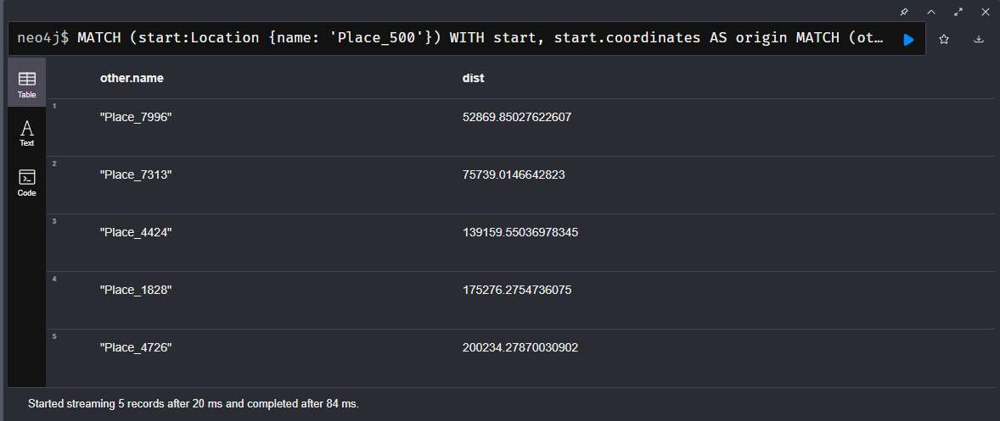 neo4j$ MATCH (start:Location {name: 'Place_500'}) WITH start, start.coordinates AS origin MATCH (ot…
Table
Text
Code
other.name dist
1 "Place_7996" 52869.85027622607
2 "Place_7313" 75739.0146642823
3 "Place_4424" 139159.55036978345
4 "Place_1828" 175276.2754736075
5 "Place_4726" 200234.27870030902
Started streaming 5 records after 20 ms and completed after 84 ms.